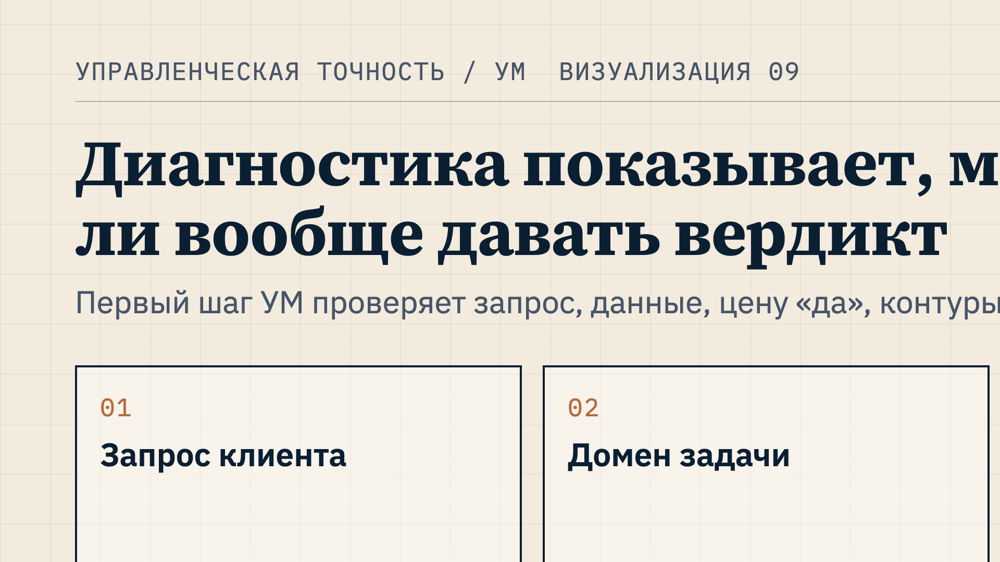 УПРАВЛЕНЧЕСКАЯ ТОЧНОСТЬ / УМ ВИЗУАЛИЗАЦИЯ 09
Диагностика показывает,
ли вообще давать вердикт
Первый шаг УМ проверяет запрос, данные, цену «да», контуры
01
Запрос клиента
02
Домен задачи